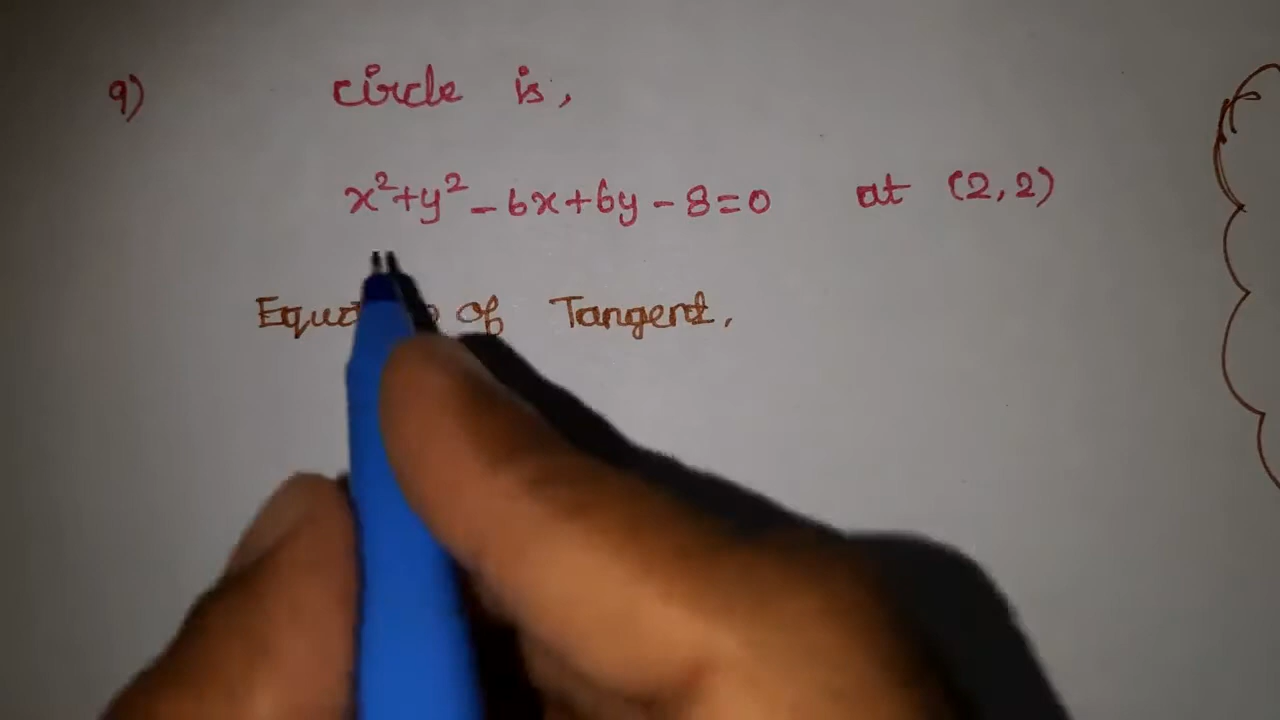 9) circle is,
x²+y²-6x+6y-8=0 at (2,2)
of Tangent,